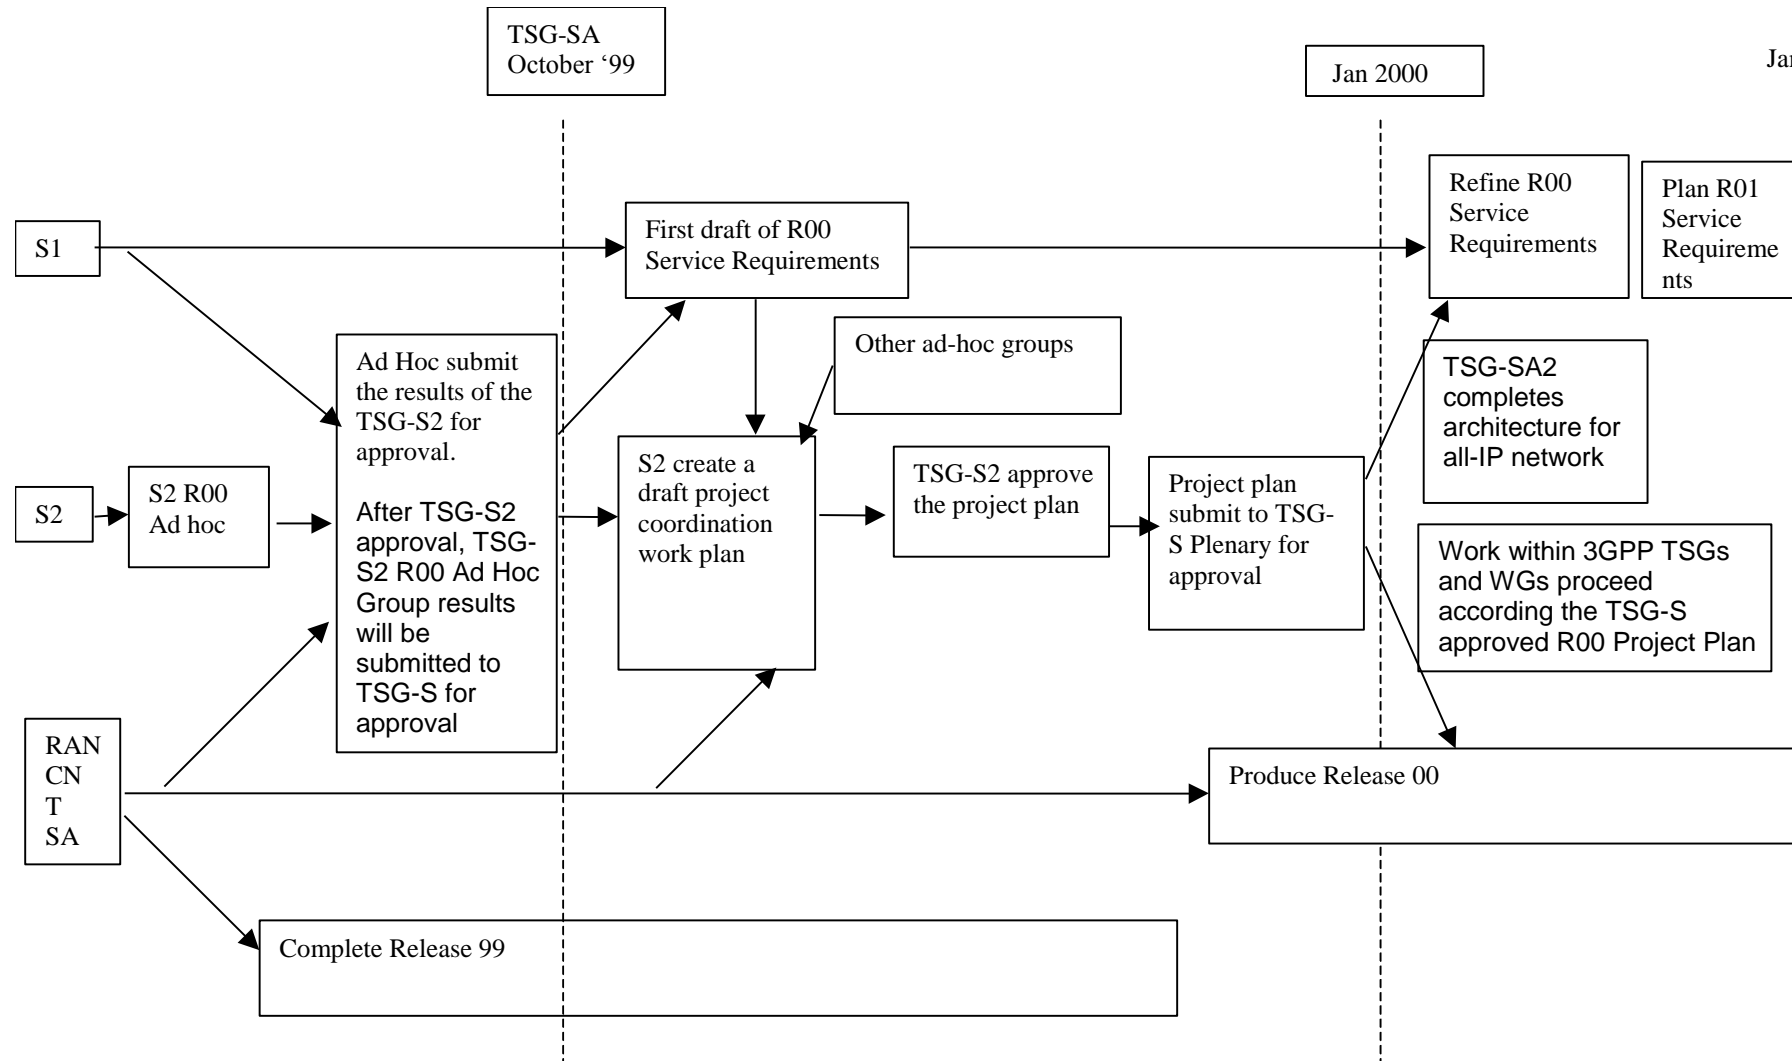 TSG-SA
October ‘99
Jan 2000
Jan
S1
First draft of R00
Service Requirements
Refine R00
Service
Requirements
Plan R01
Service
Requireme
nts
Other ad-hoc groups
TSG-SA2
completes
architecture for
all-IP network
S2
S2 R00
Ad hoc
Ad Hoc submit
the results of the
TSG-S2 for
approval.
After TSG-S2
approval, TSG-
S2 R00 Ad Hoc
Group results
will be
submitted to
TSG-S for
approval
S2 create a
draft project
coordination
work plan
TSG-S2 approve
the project plan
Project plan
submit to TSG-
S Plenary for
approval
Work within 3GPP TSGs
and WGs proceed
according the TSG-S
approved R00 Project Plan
RAN
CN
T
SA
Produce Release 00
Complete Release 99